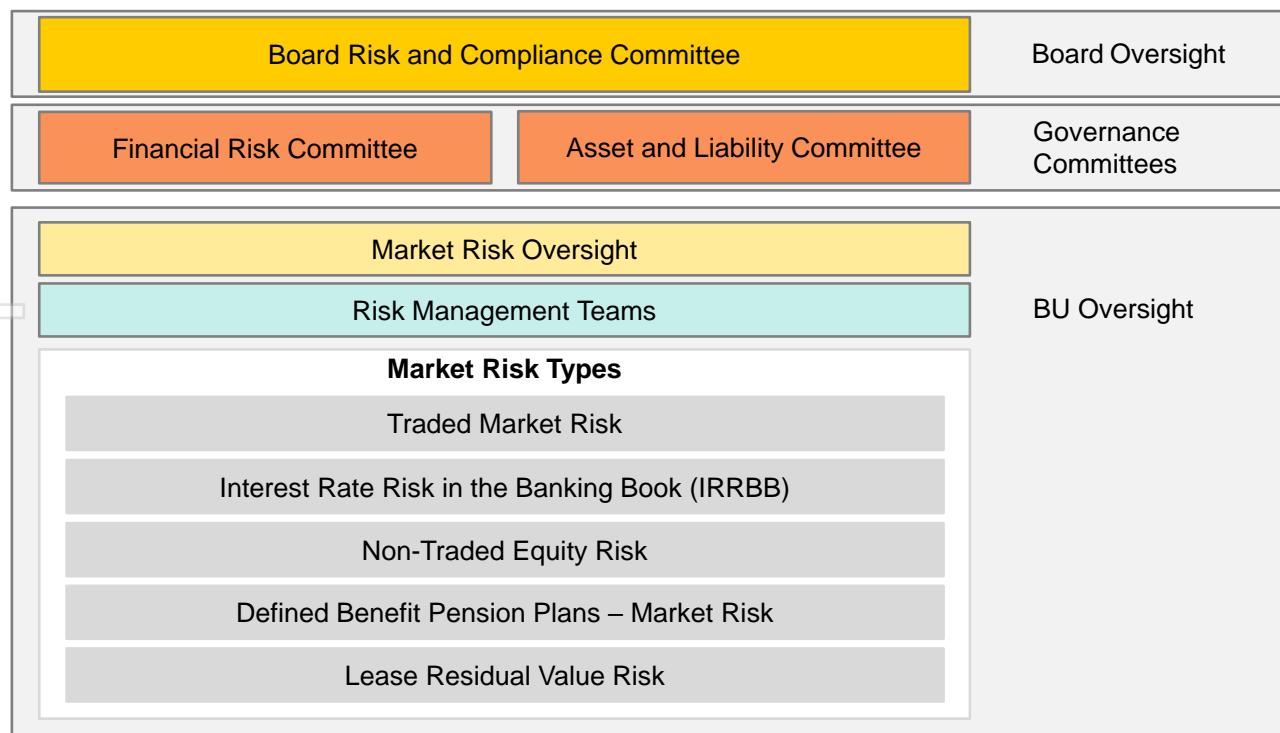 Board Risk and Compliance Committee
Board Oversight
Financial Risk Committee
Asset and Liability Committee
Governance
Committees
Market Risk Oversight
Risk Management Teams
BU Oversight
Market Risk Types
Traded Market Risk
Interest Rate Risk in the Banking Book (IRRBB)
Non-Traded Equity Risk
Defined Benefit Pension Plans – Market Risk
Lease Residual Value Risk